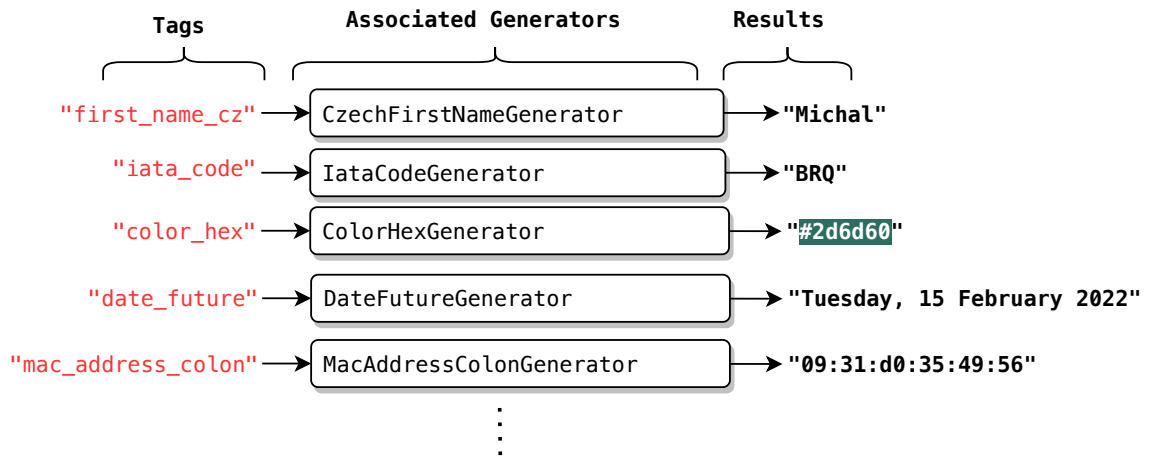 Tags Associated Generators Results
"first_name_cz" CzechFirstNameGenerator "Michal"
"iata_code" IataCodeGenerator "BRQ"
"color_hex" ColorHexGenerator "#2d6d60"
"date_future" DateFutureGenerator "Tuesday, 15 February 2022"
"mac_address_colon" MacAddressColonGenerator "09:31:d0:35:49:56"